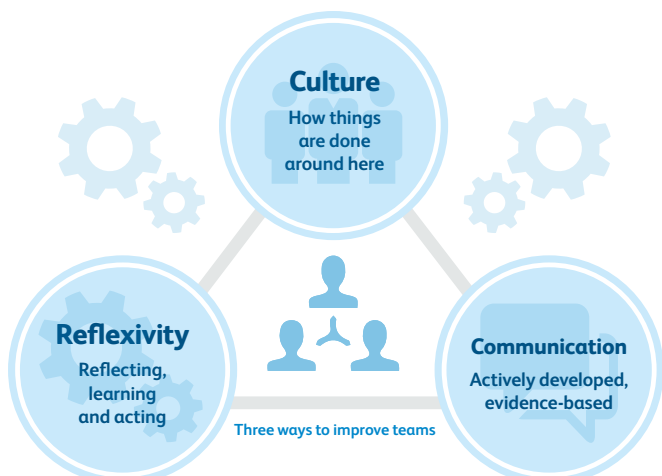 Culture
How things
are done
around here
Reflexivity
Reflecting,
learning
and acting
Communication
Actively developed,
evidence-based
Three ways to improve teams